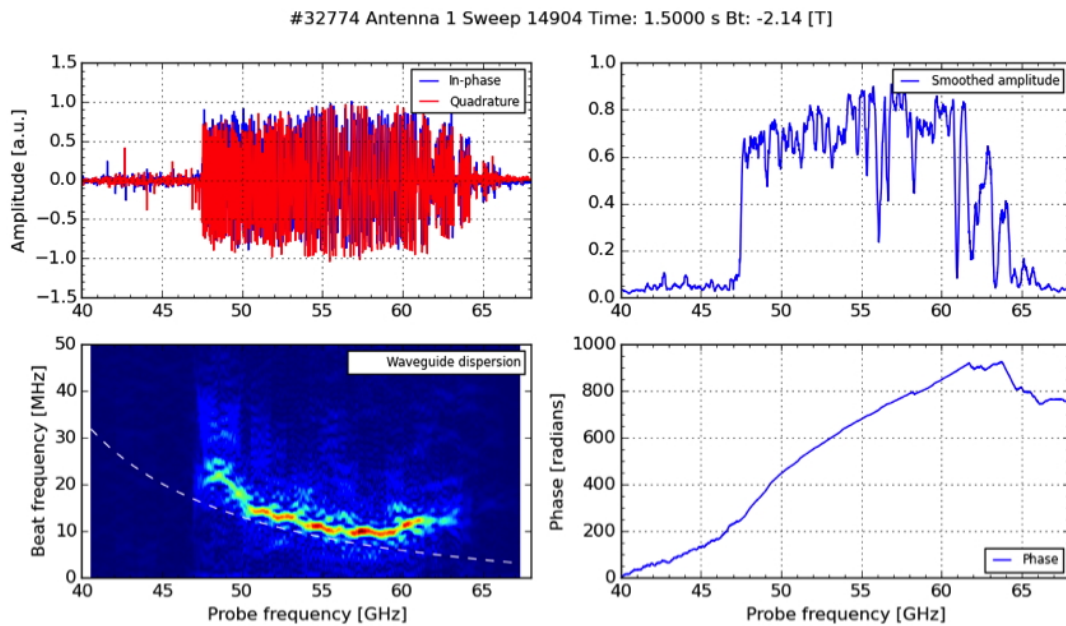 #32774 Antenna 1 Sweep 14904 Time: 1.5000 s Bt: -2.14 [T]
Amplitude [a.u.]
1.5
1.0
0.5
0.0
−0.5
−1.0
−1.5
In-phase
Quadrature
40 45 50 55 60 65
1.0
0.8
0.6
0.4
0.2
0.0
Smoothed amplitude
40 45 50 55 60 65
Beat frequency [MHz]
50
40
30
20
10
0
Waveguide dispersion
40 45 50 55 60 65
Probe frequency [GHz]
Phase [radians]
1000
800
600
400
200
0
Phase
40 45 50 55 60 65
Probe frequency [GHz]